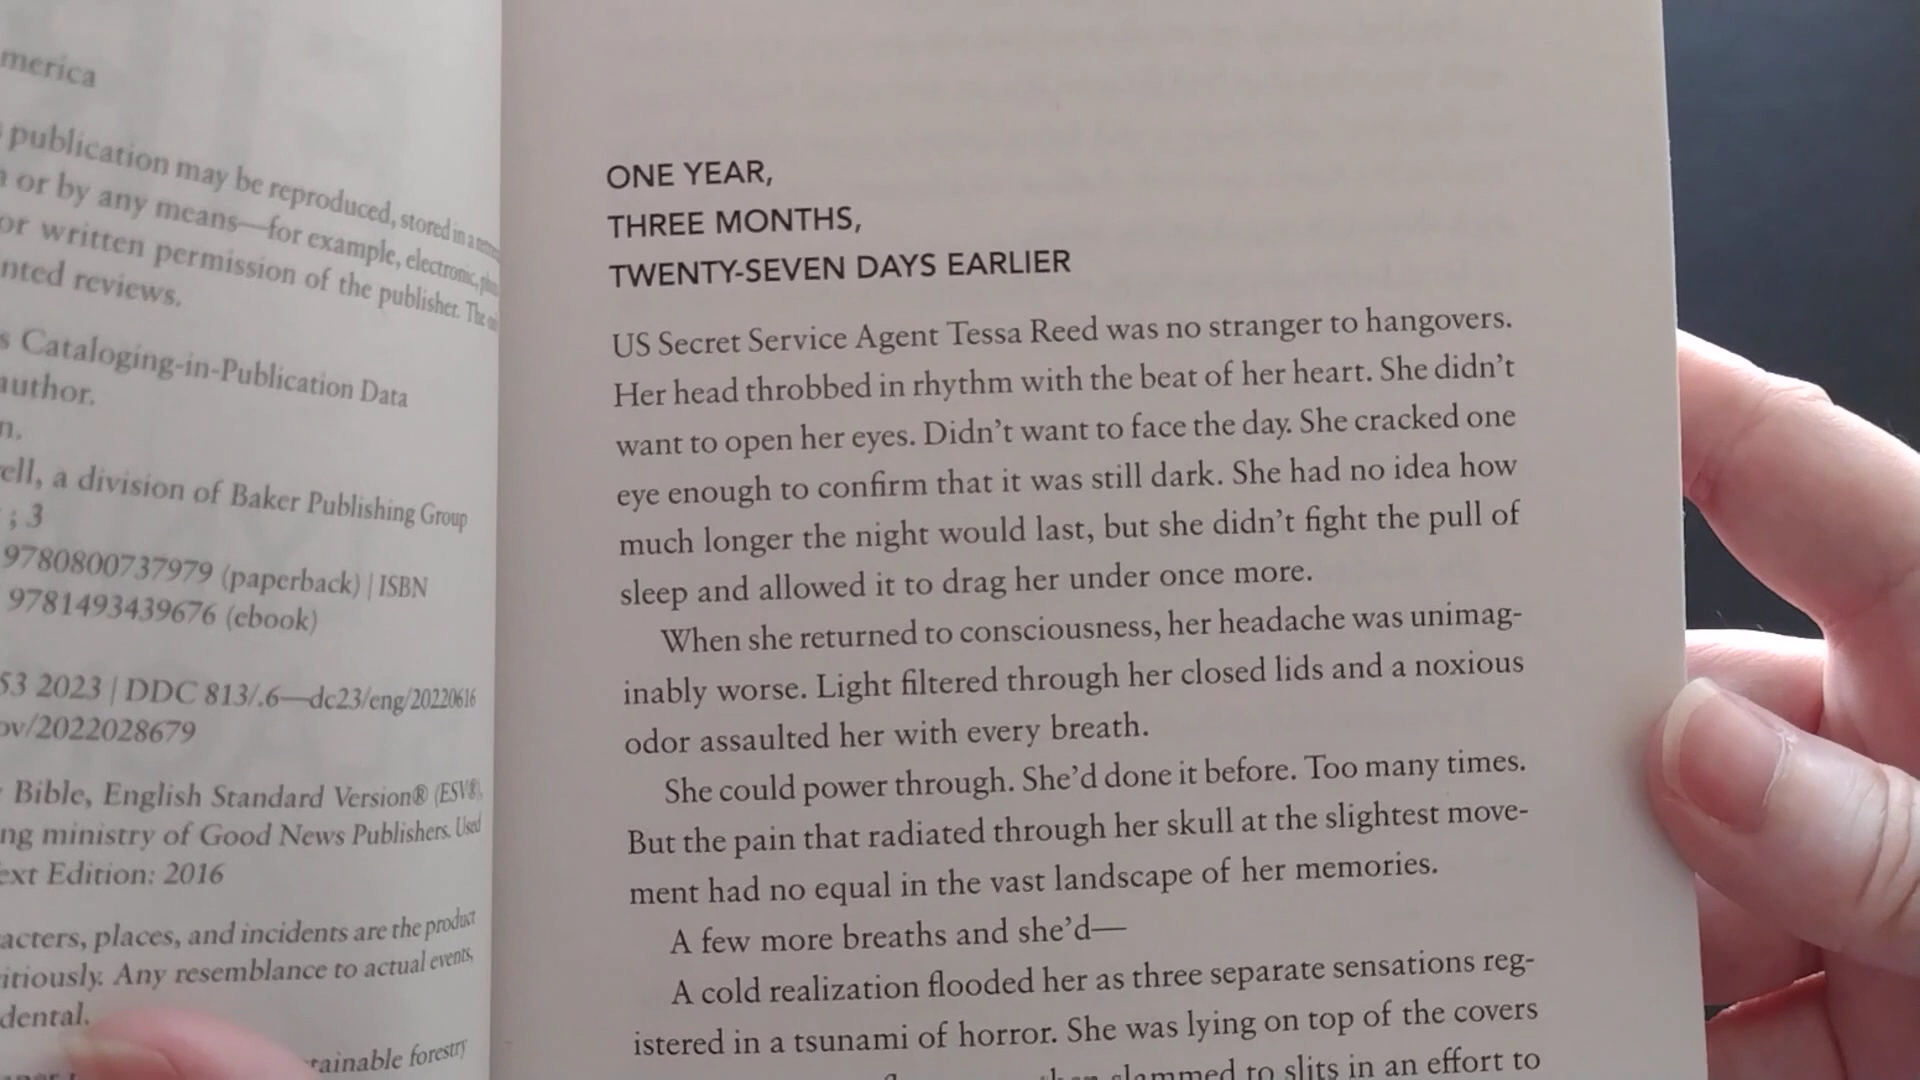 merica
publication may be reproduced, stored in a
or by any means—for example, electronic,
or written permission of the publisher. The
nted reviews.
s Cataloging-in-Publication Data
author.
n.
ell, a division of Baker Publishing Group
; 3
9780800737979 (paperback) | ISBN
9781493439676 (ebook)
53 2023 | DDC 813/.6—dc23/eng/20220616
ov/2022028679
Bible, English Standard Version® (ESV®),
ng ministry of Good News Publishers. Used
ext Edition: 2016
acters, places, and incidents are the product
itiously. Any resemblance to actual events,
dental.
tainable forestry
ONE YEAR,
THREE MONTHS,
TWENTY-SEVEN DAYS EARLIER
US Secret Service Agent Tessa Reed was no stranger to hangovers.
Her head throbbed in rhythm with the beat of her heart. She didn't
want to open her eyes. Didn't want to face the day. She cracked one
eye enough to confirm that it was still dark. She had no idea how
much longer the night would last, but she didn't fight the pull of
sleep and allowed it to drag her under once more.
When she returned to consciousness, her headache was unimag-
inably worse. Light filtered through her closed lids and a noxious
odor assaulted her with every breath.
She could power through. She'd done it before. Too many times.
But the pain that radiated through her skull at the slightest move-
ment had no equal in the vast landscape of her memories.
A few more breaths and she'd—
A cold realization flooded her as three separate sensations reg-
istered in a tsunami of horror. She was lying on top of the covers
slammed to slits in an effort to